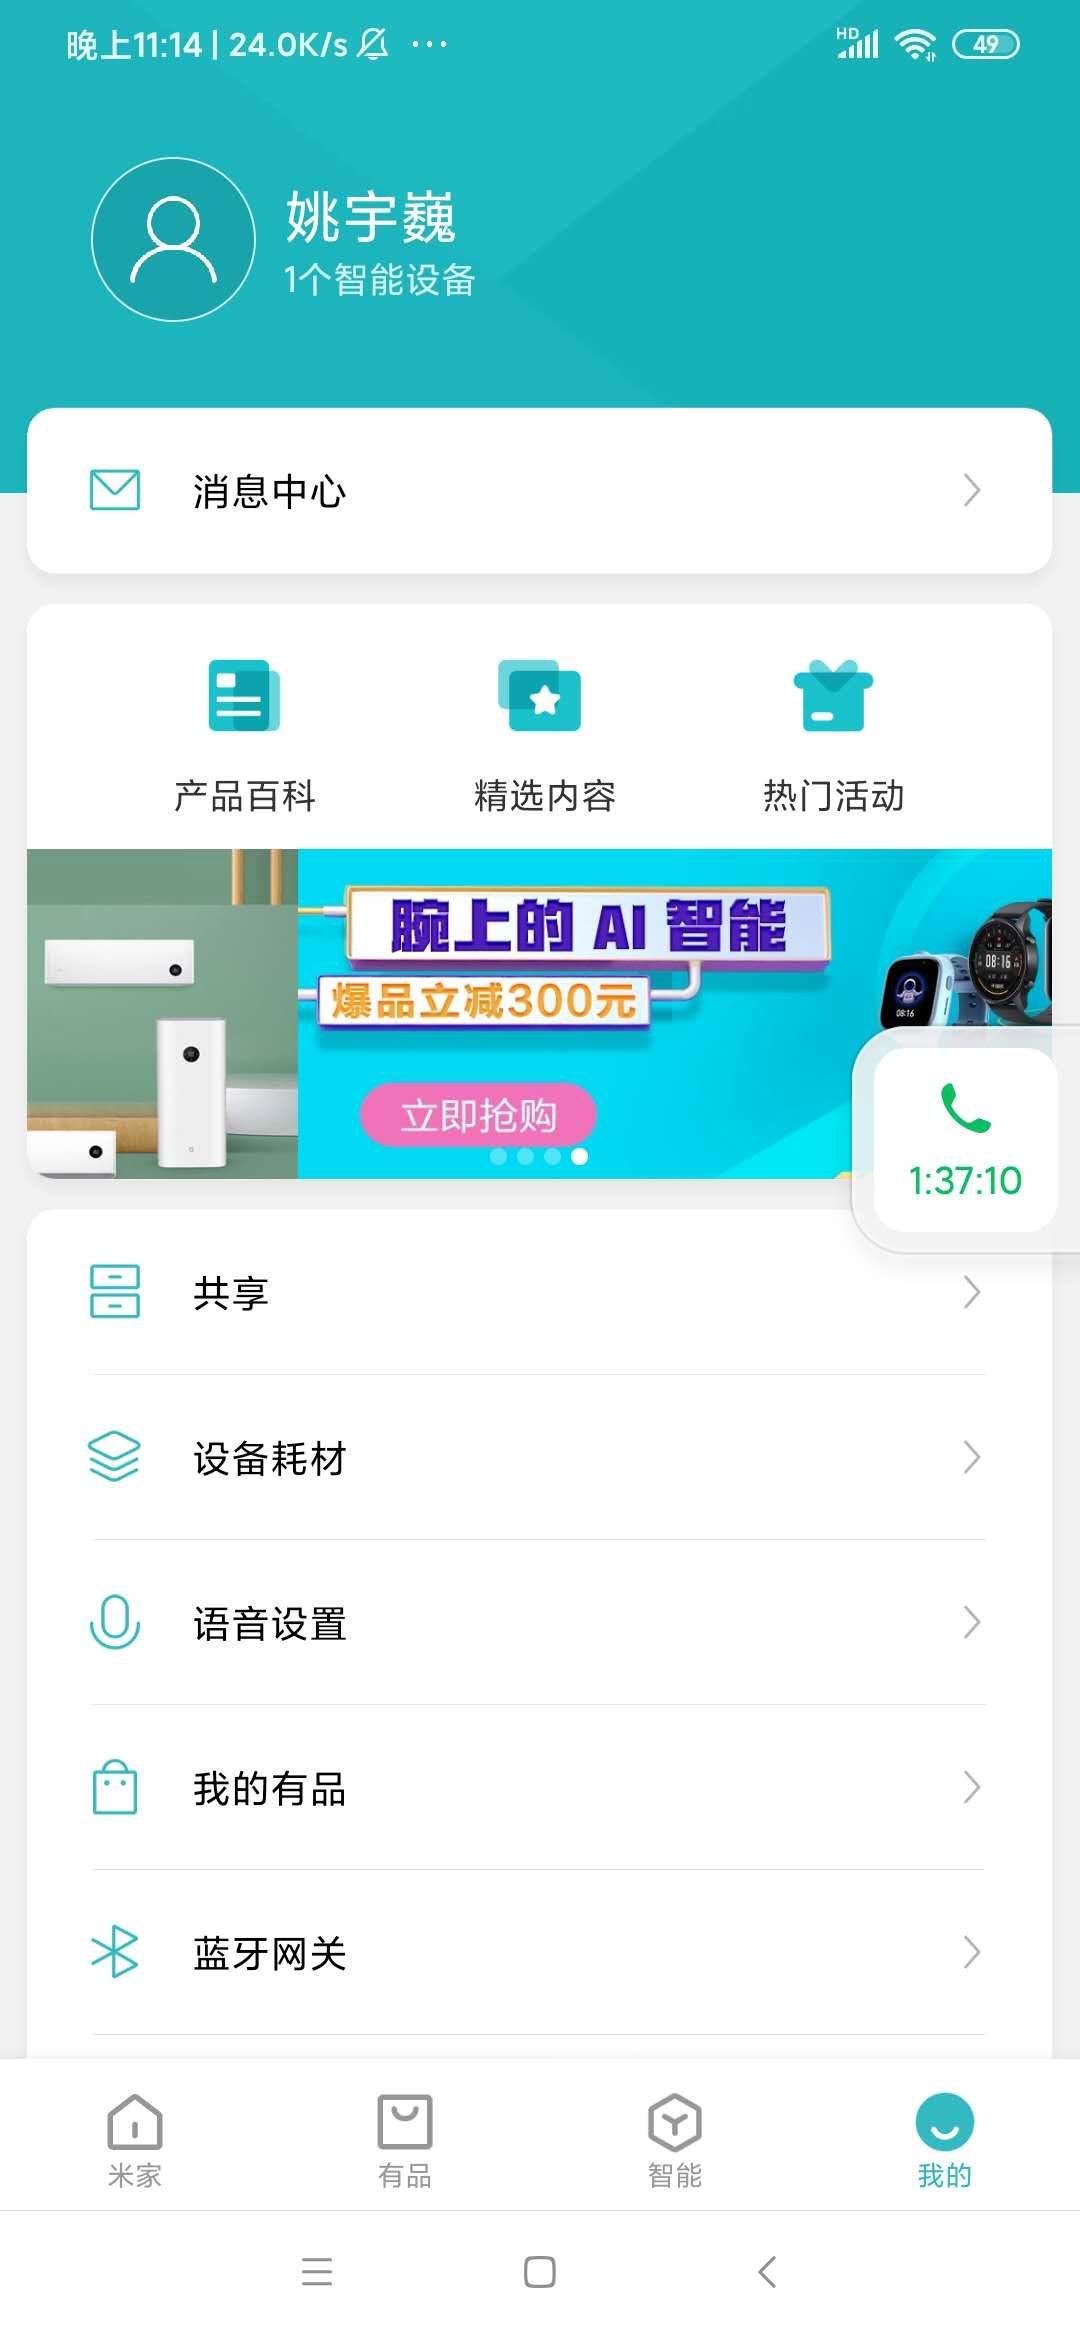 晚上11:14 | 24.0K/s ···
HD
49
姚宇巍
1个智能设备
消息中心
产品百科
精选内容
热门活动
腕上的 AI 智能
爆品立减300元
立即抢购
08:16
08:16
1:37:10
共享
设备耗材
语音设置
我的有品
蓝牙网关
米家
有品
智能
我的